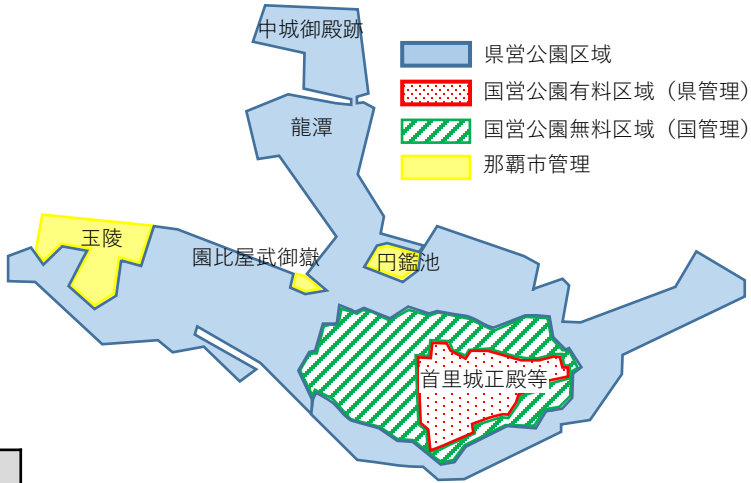 中城御殿跡
県営公園区域
国営公園有料区域（県管理）
龍潭
国営公園無料区域（国管理）
那覇市管理
玉陵
園比屋武御嶽
円鑑池
首里城正殿等